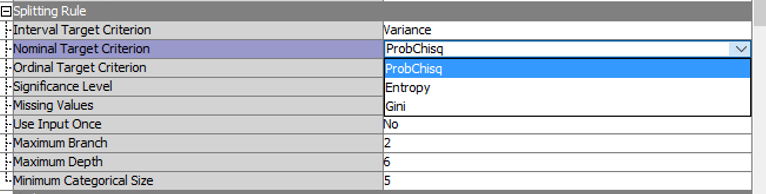 Splitting Rule
Interval Target Criterion Variance
Nominal Target Criterion ProbChisq
Ordinal Target Criterion ProbChisq
Significance Level Entropy
Missing Values Gini
Use Input Once No
Maximum Branch 2
Maximum Depth 6
Minimum Categorical Size 5